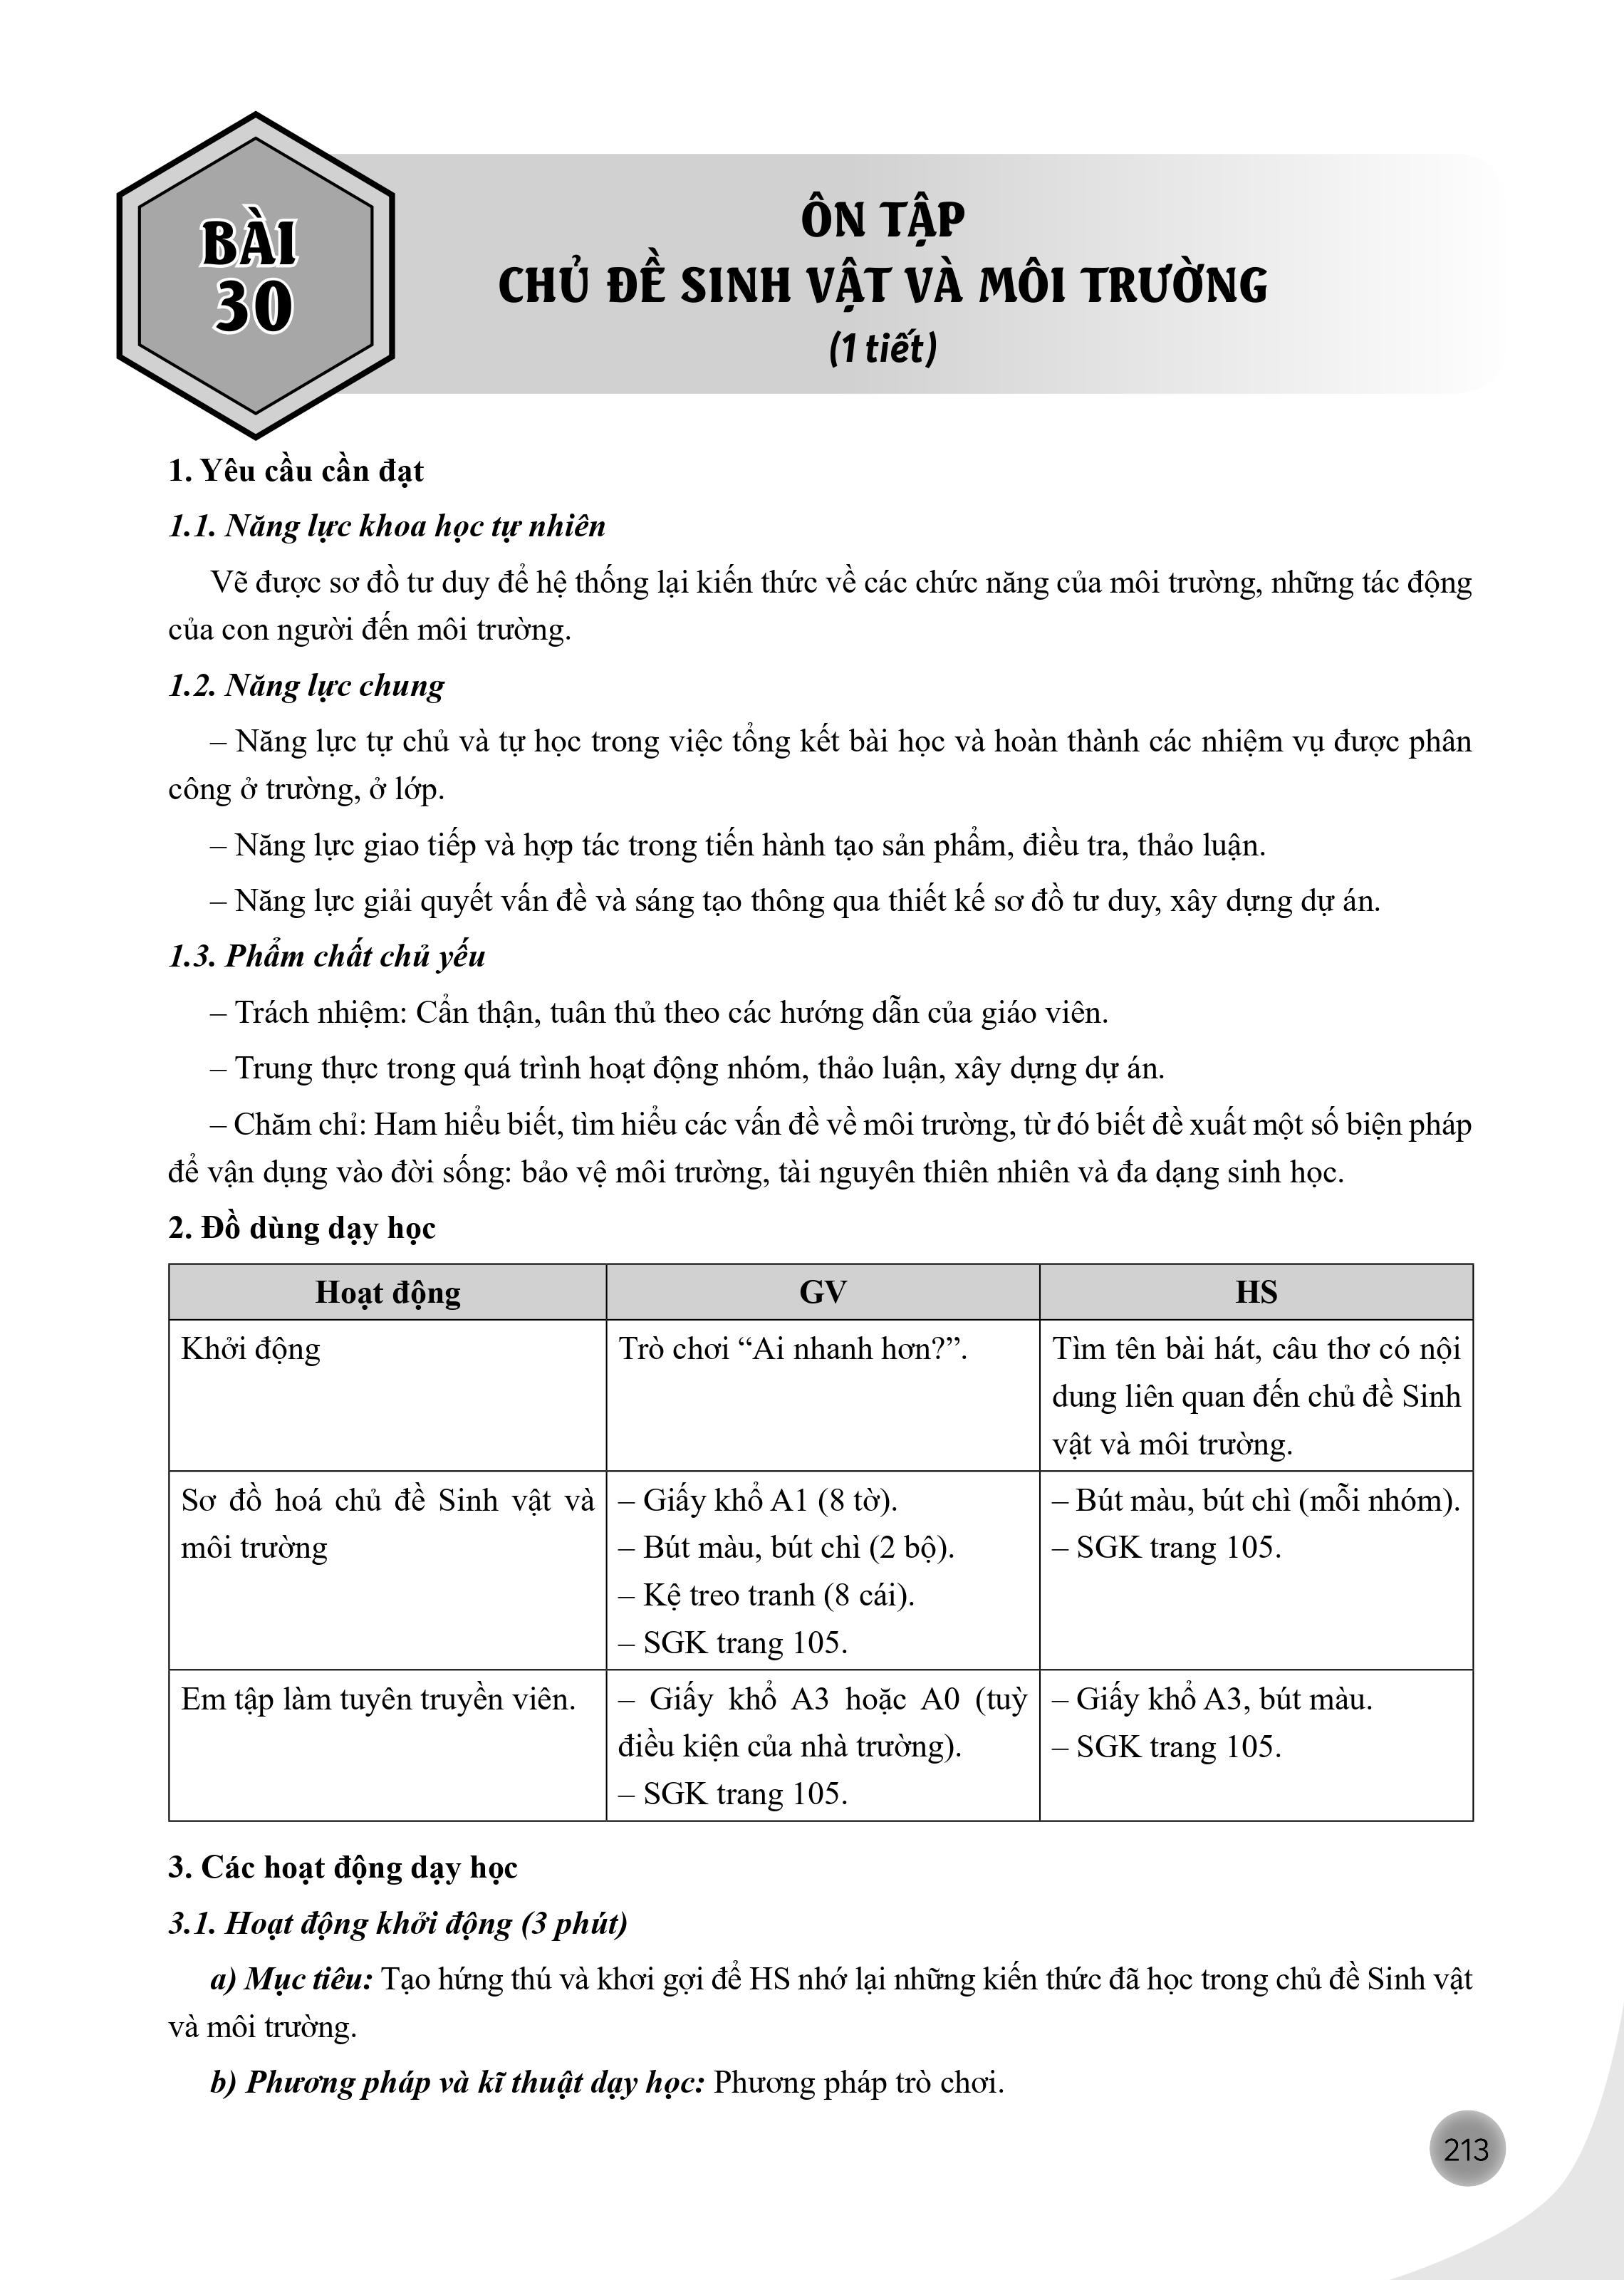 BÀI
30
ÔN TẬP
CHỦ ĐỀ SINH VẬT VÀ MÔI TRƯỜNG
(1 tiết)
1. Yêu cầu cần đạt
1.1. Năng lực khoa học tự nhiên
Vẽ được sơ đồ tư duy để hệ thống lại kiến thức về các chức năng của môi trường, những tác động
của con người đến môi trường.
1.2. Năng lực chung
– Năng lực tự chủ và tự học trong việc tổng kết bài học và hoàn thành các nhiệm vụ được phân
công ở trường, ở lớp.
– Năng lực giao tiếp và hợp tác trong tiến hành tạo sản phẩm, điều tra, thảo luận.
– Năng lực giải quyết vấn đề và sáng tạo thông qua thiết kế sơ đồ tư duy, xây dựng dự án.
1.3. Phẩm chất chủ yếu
– Trách nhiệm: Cẩn thận, tuân thủ theo các hướng dẫn của giáo viên.
– Trung thực trong quá trình hoạt động nhóm, thảo luận, xây dựng dự án.
– Chăm chỉ: Ham hiểu biết, tìm hiểu các vấn đề về môi trường, từ đó biết đề xuất một số biện pháp
để vận dụng vào đời sống: bảo vệ môi trường, tài nguyên thiên nhiên và đa dạng sinh học.
2. Đồ dùng dạy học
Hoạt động
GV
HS
Khởi động
Trò chơi “Ai nhanh hơn?”.
Tìm tên bài hát, câu thơ có nội
dung liên quan đến chủ đề Sinh
vật và môi trường.
Sơ đồ hoá chủ đề Sinh vật và
môi trường
– Giấy khổ A1 (8 tờ).
– Bút màu, bút chì (2 bộ).
– Kệ treo tranh (8 cái).
– SGK trang 105.
– Bút màu, bút chì (mỗi nhóm).
– SGK trang 105.
Em tập làm tuyên truyền viên.
– Giấy khổ A3 hoặc A0 (tuỳ
điều kiện của nhà trường).
– SGK trang 105.
– Giấy khổ A3, bút màu.
– SGK trang 105.
3. Các hoạt động dạy học
3.1. Hoạt động khởi động (3 phút)
a) Mục tiêu: Tạo hứng thú và khơi gợi để HS nhớ lại những kiến thức đã học trong chủ đề Sinh vật
và môi trường.
b) Phương pháp và kĩ thuật dạy học: Phương pháp trò chơi.
213